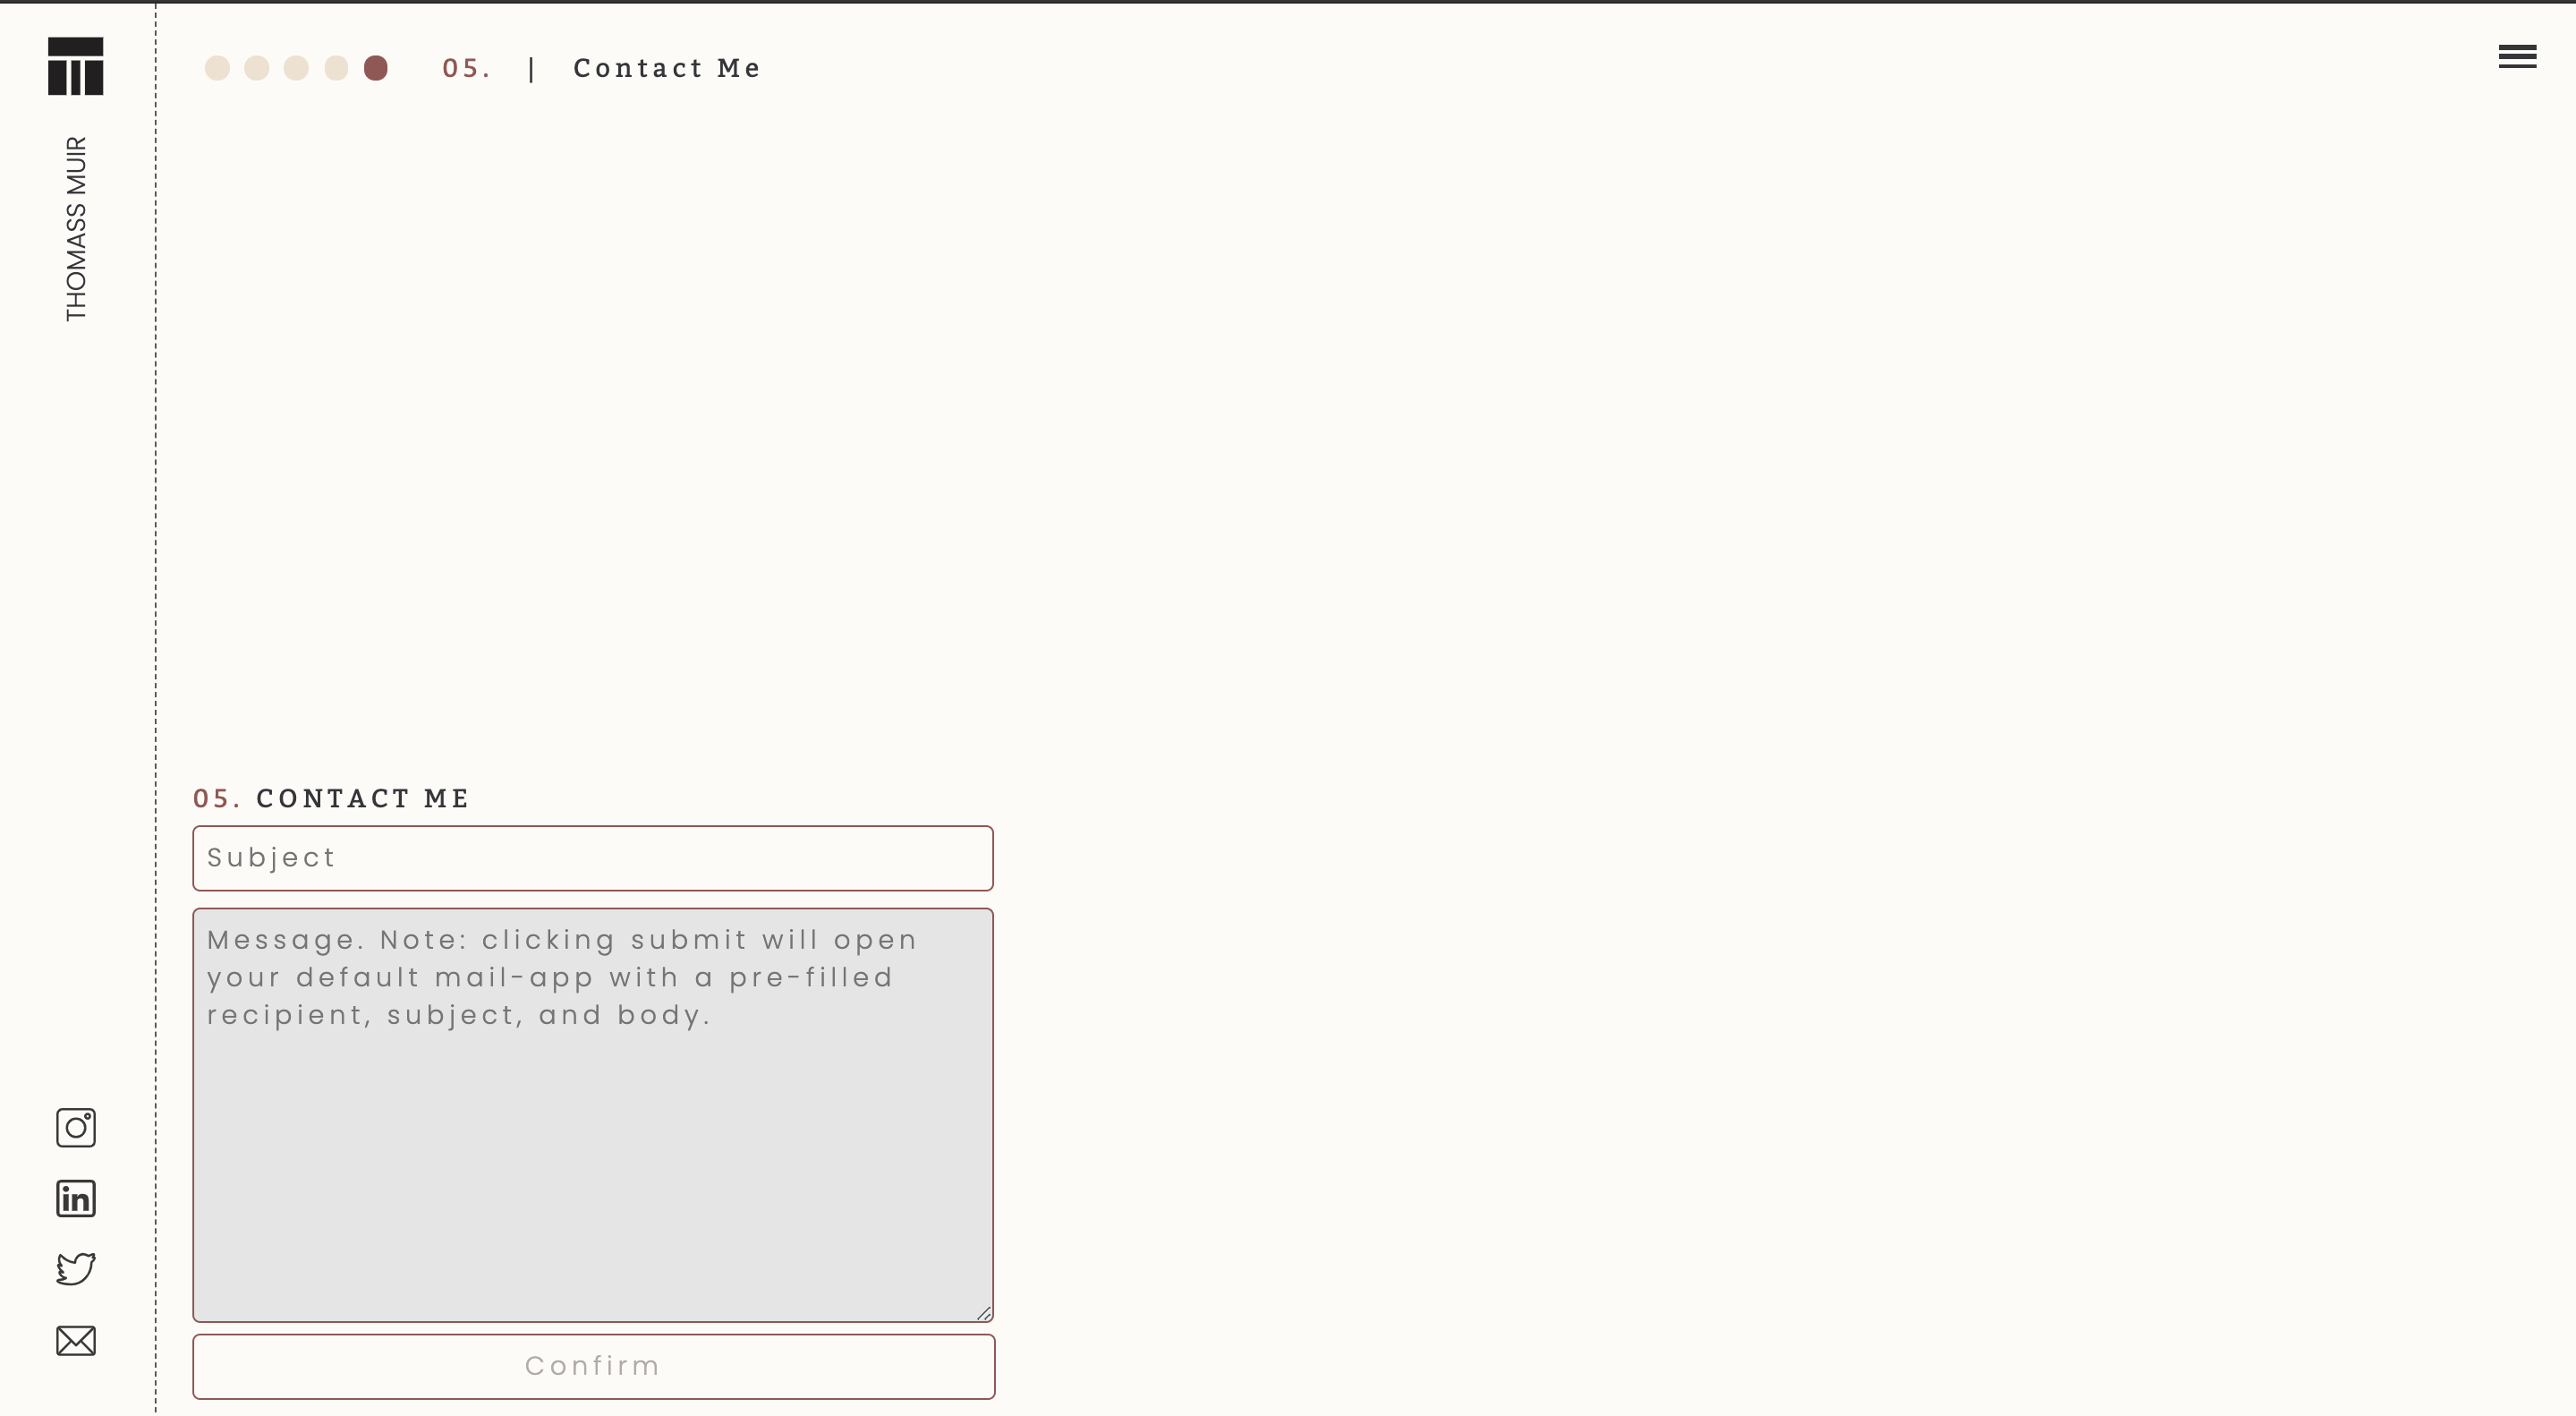 05. | Contact Me
THOMASS MUIR
05. CONTACT ME
Subject
Message. Note: clicking submit will open
your default mail-app with a pre-filled
recipient, subject, and body.
in
Confirm